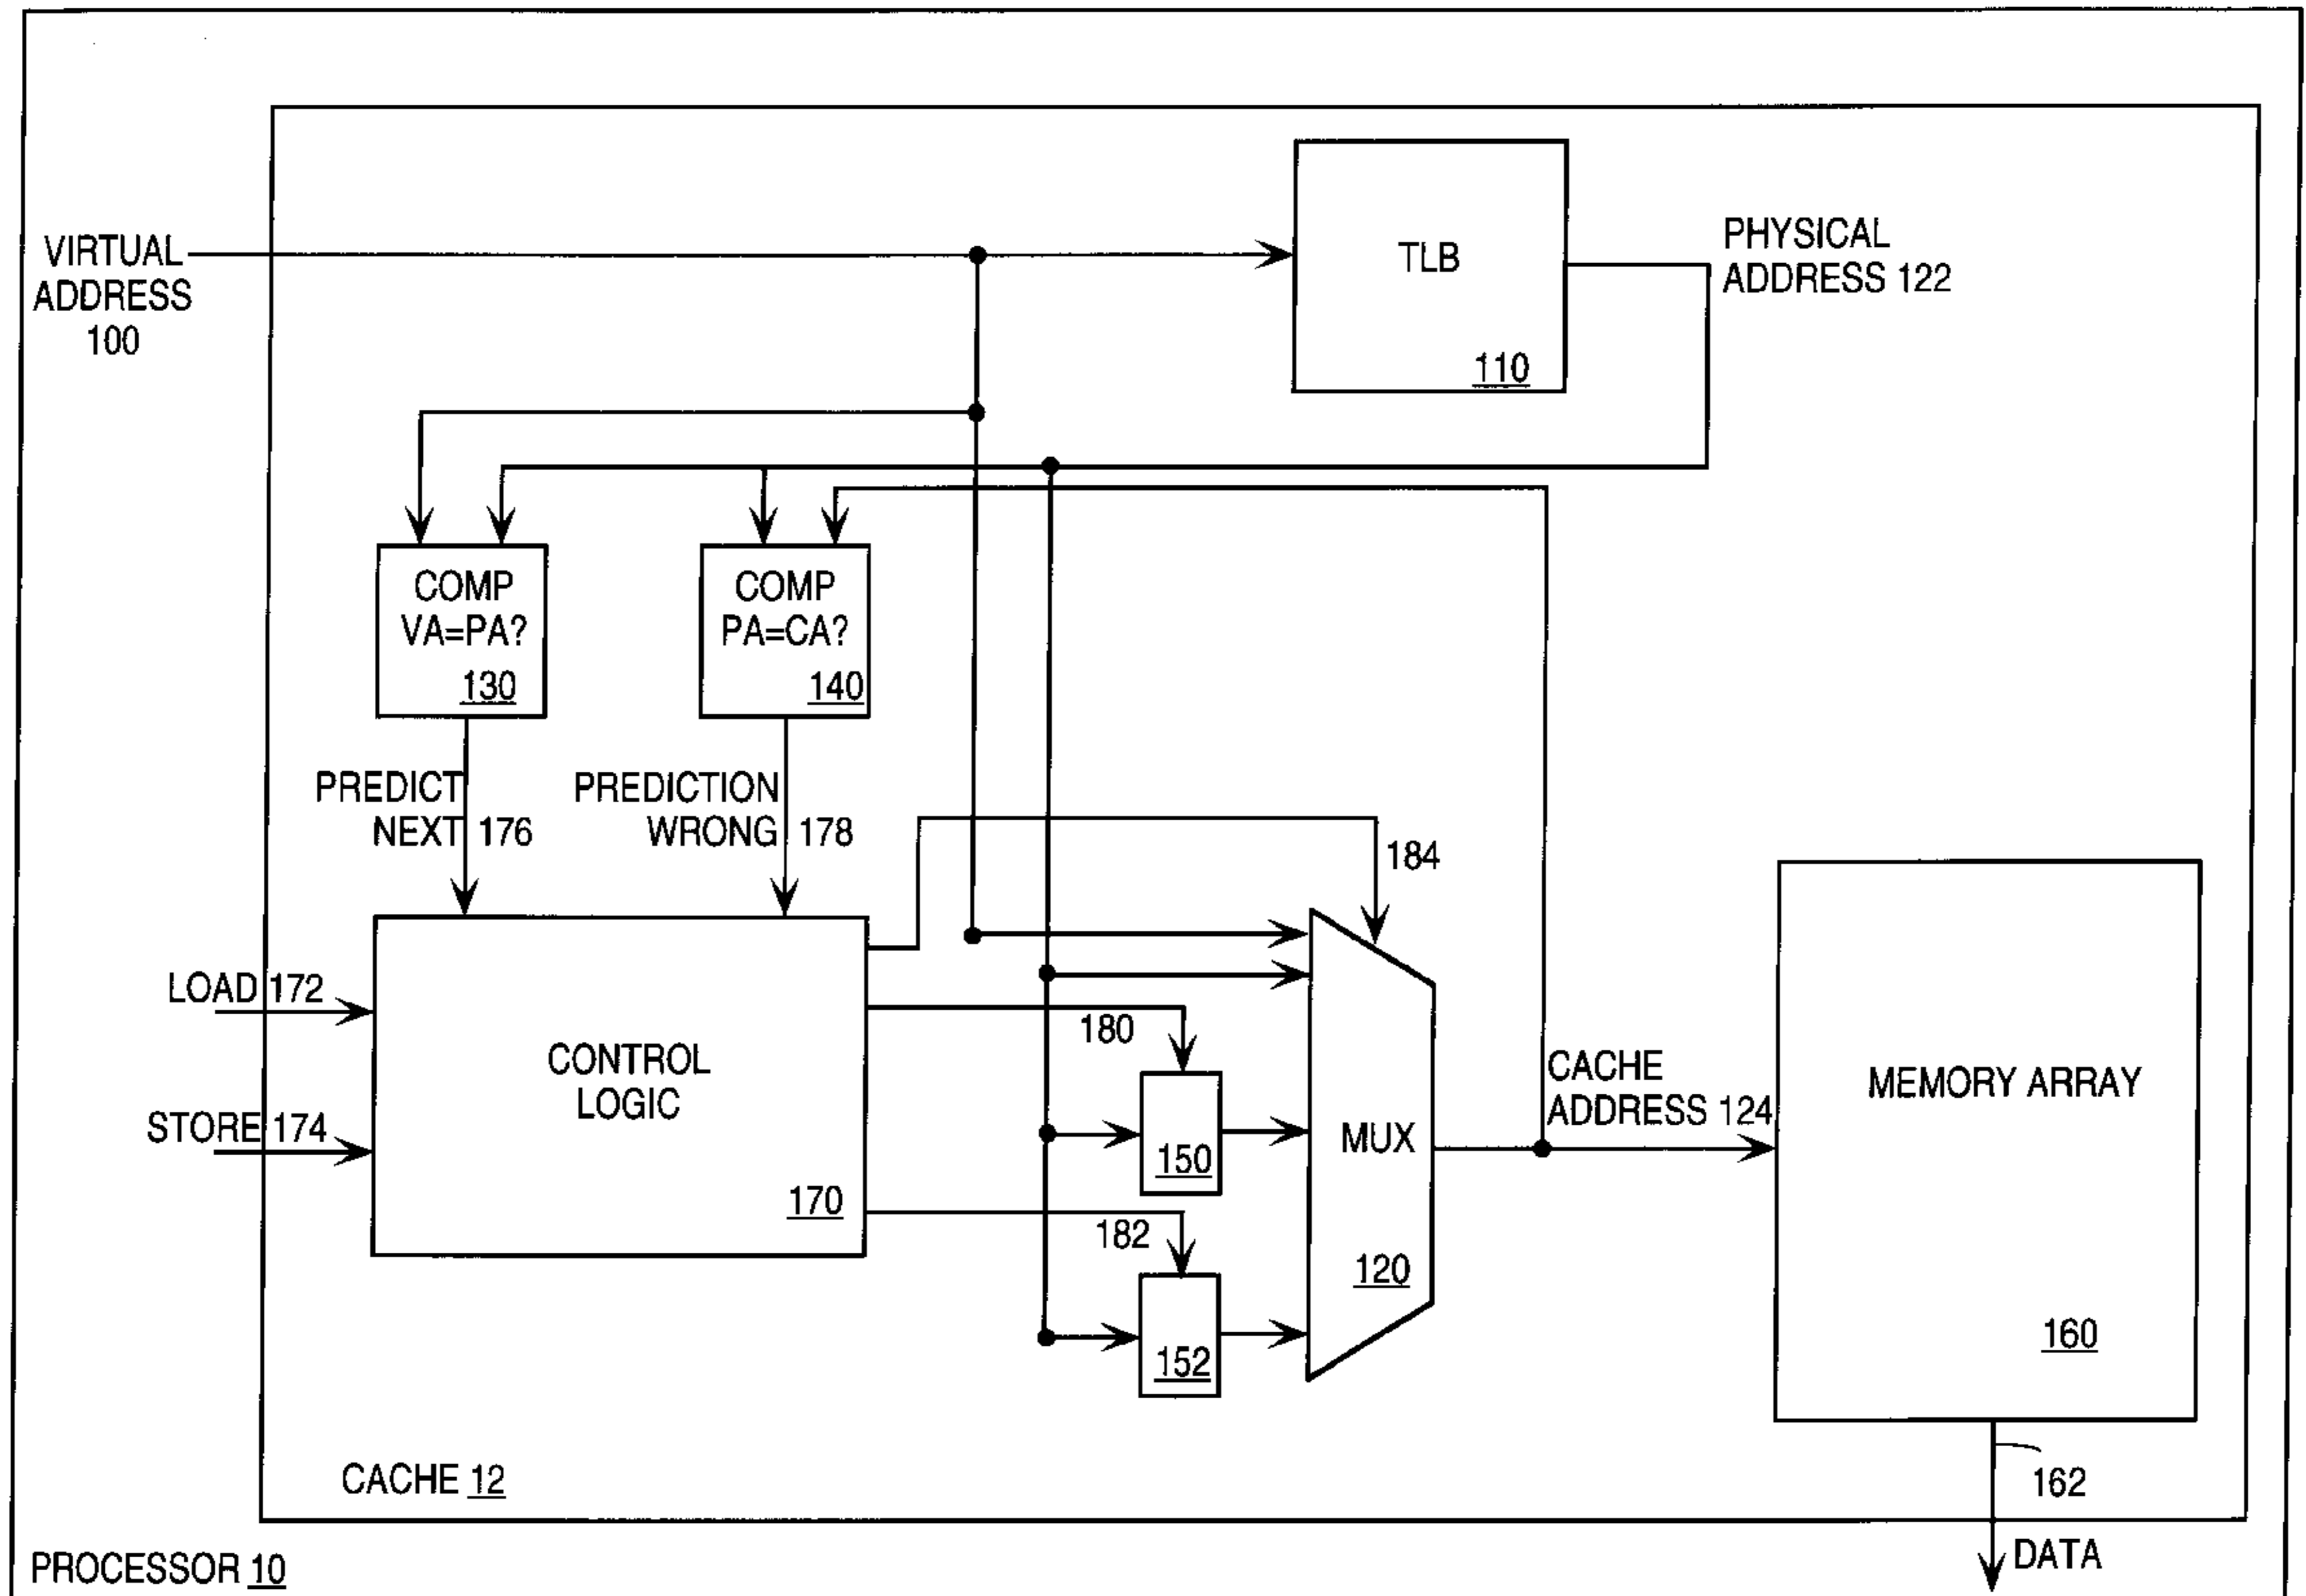 VIRTUAL
ADDRESS
100
TLB
110
PHYSICAL
ADDRESS 122
COMP
VA=PA?
130
COMP
PA=CA?
140
PREDICT
NEXT 176
PREDICTION
WRONG 178
184
LOAD 172
STORE 174
CONTROL
LOGIC
170
180
150
182
152
MUX
120
CACHE
ADDRESS 124
MEMORY ARRAY
160
162
DATA
CACHE 12
PROCESSOR 10